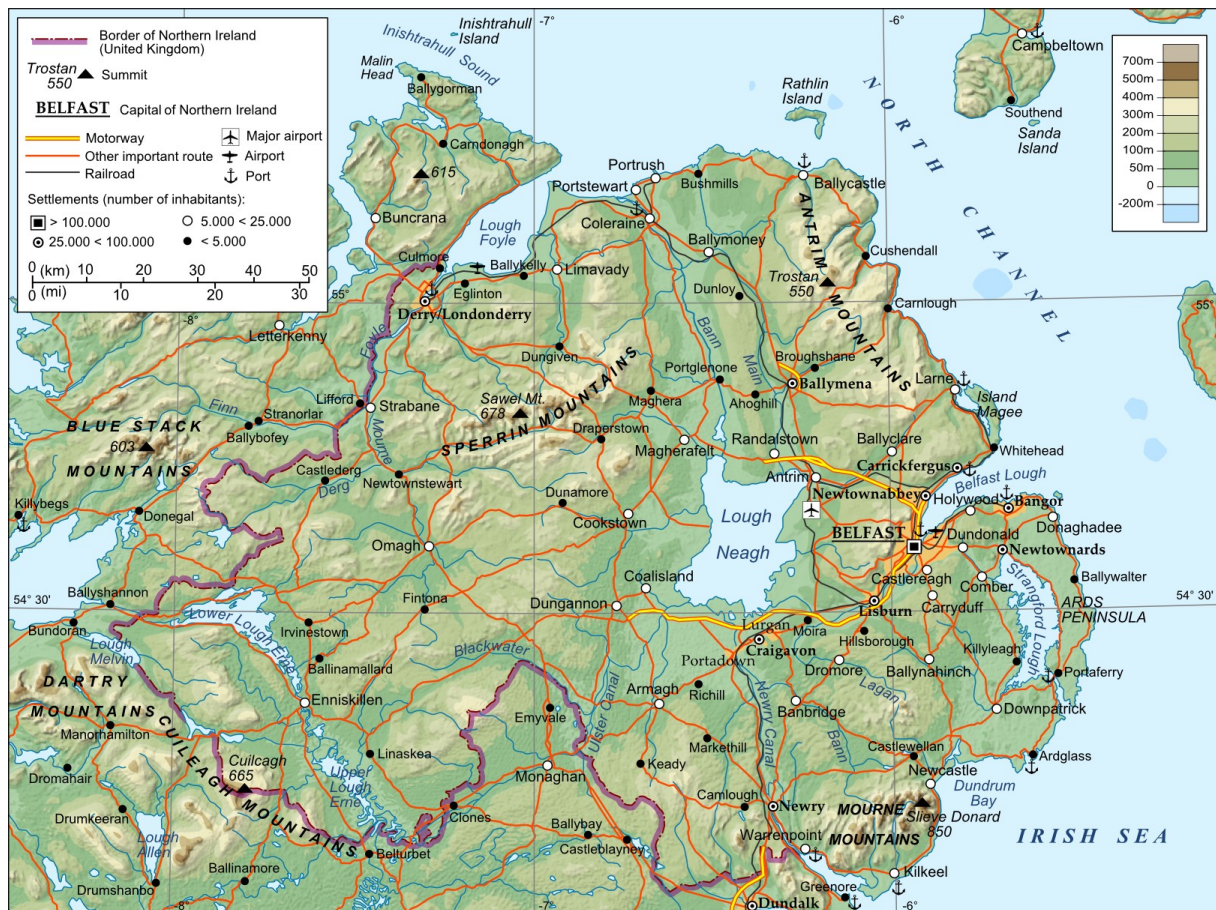 Border of Northern Ireland
(United Kingdom)
Trostan
550
Summit
BELFAST
Capital of Northern Ireland
Motorway
Major airport
Other important route
Airport
Railroad
Port
Settlements (number of inhabitants):
> 100.000
5.000 < 25.000
25.000 < 100.000
< 5.000
0 (km) 10 20 30 40 50
0 (mi) 10 20 30
700m
500m
400m
300m
200m
100m
50m
0
-200m
-7
-6
Inishtrahull
Island
Inishtrahull Sound
Malin
Head
Ballygorman
Carndonagh
615
Buncrana
Rathlin
Island
NORTH CHANNEL
Campbeltown
Southend
Sanda
Island
Portrush
Portstewart
Bushmills
Ballycastle
Coleraine
Lough
Foyle
Culmore
Ballykelly
Limavady
Eglinton
Ballymoney
ANTRIM MOUNTAINS
Cushendall
Trostan
550
Dunloy
Carnlough
55°
55°
-8
Derry/Londonderry
Letterkenny
Foyle
Dungiven
Bann
Main
Broughshane
Portglenone
Ballymena
Larne
Island
Magee
Lifford
Strabane
Sawel Mt.
678
SPERRIN MOUNTAINS
Maghera
Ahoghill
Finn
Stranorlar
BLUE STACK
603
MOUNTAINS
Ballybofey
Mourne
Draperstown
Magherafelt
Randalstown
Ballyclare
Whitehead
Castlederg
Derg
Newtownstewart
Antrim
Carrickfergus
Belfast Lough
Newtownabbey
Holywood
Bangor
Killybegs
Donegal
Dunamore
Cookstown
Lough
Neagh
BELFAST
Dundonald
Donaghadee
Newtownards
Omagh
Castlereagh
Comber
Ballywalter
Coalisland
Ballyshannon
54° 30'
Bundoran
Lower Lough Erne
Irvinestown
Fintona
Dungannon
Lisburn
Carryduff
Strangford Lough
ARDS
PENINSULA
54° 30'
Lurgan
Moira
Hillsborough
Craigavon
Lough
Melvin
Ballinamallard
Blackwater
Portadown
Dromore
Ballynahinch
Killyleagh
Portaferry
DARTRY
MOUNTAINS
Enniskillen
Armagh
Richill
Lagan
Banbridge
Downpatrick
Manorhamilton
CUILEAGH MOUNTAINS
Emyvale
Ulster Canal
Newry Canal
Bann
Markethill
Castlewellan
Ardglass
Dromahair
Cuilcagh
665
Linaskea
Upper
Lough
Erne
Monaghan
Keady
Newcastle
Dundrum
Bay
DrumKeeran
Clones
Camlough
Newry
MOURNE
MOUNTAINS
Slieve Donard
850
IRISH SEA
Lough
Allen
Ballybay
Castleblayney
Warrenpoint
Belturbet
Ballinamore
Drumshanbo
Kilkeel
Greenore
Dundalk
-8
-7
-6